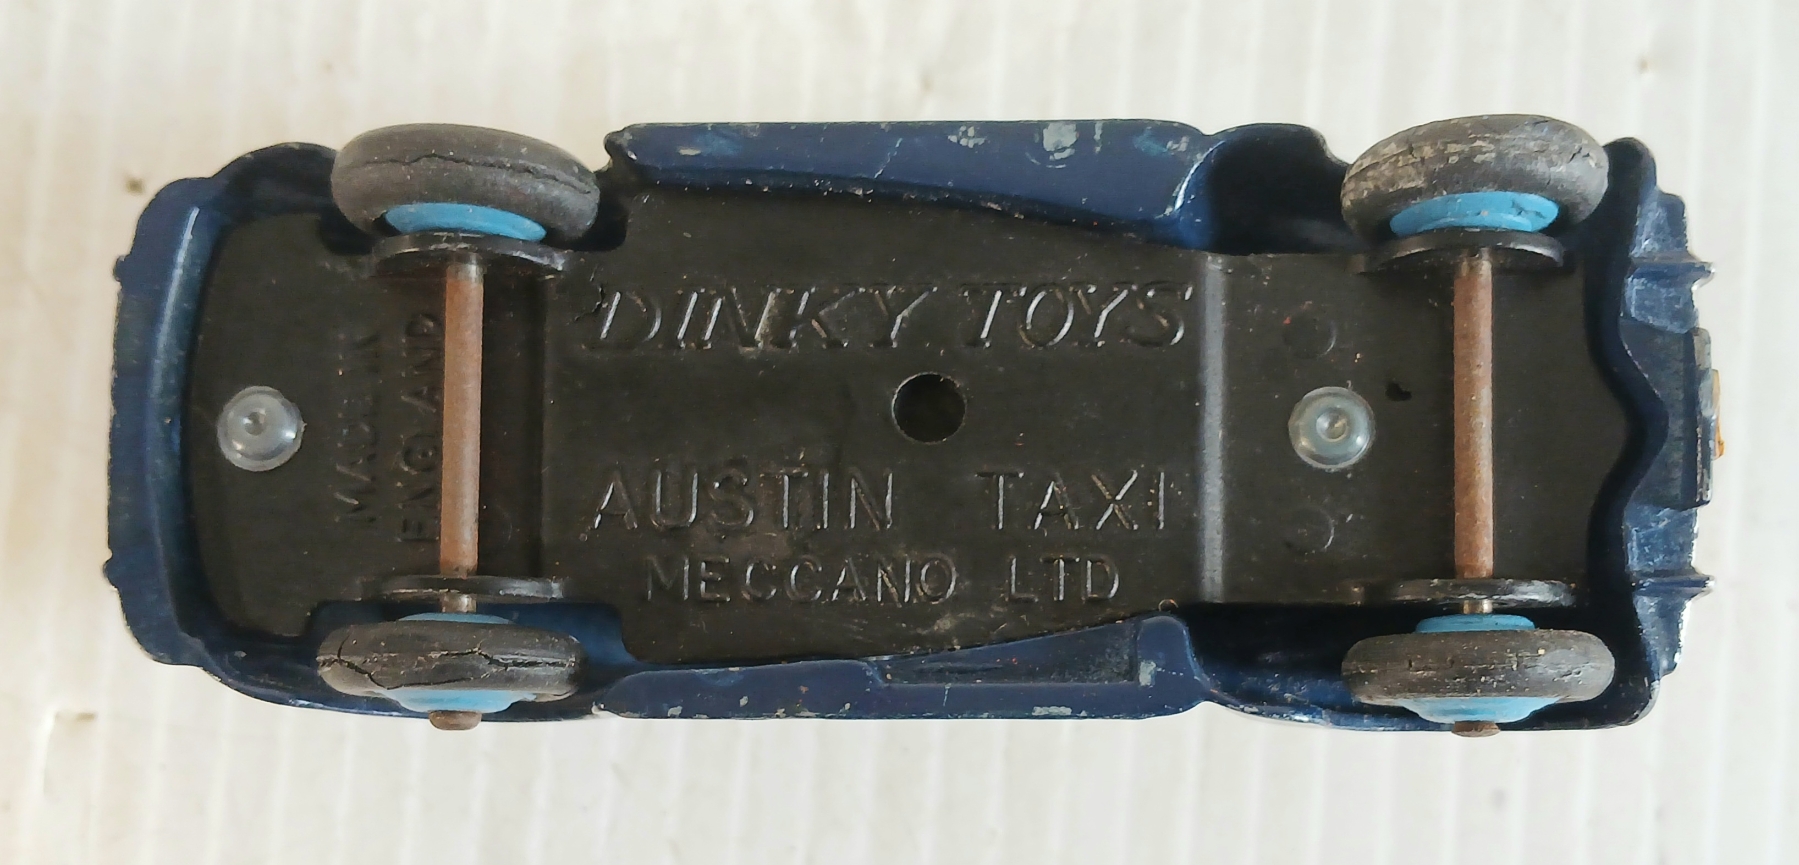 DINKY TOYS
AUSTIN TAXI
MECCANO LTD
MADE IN
ENGLAND